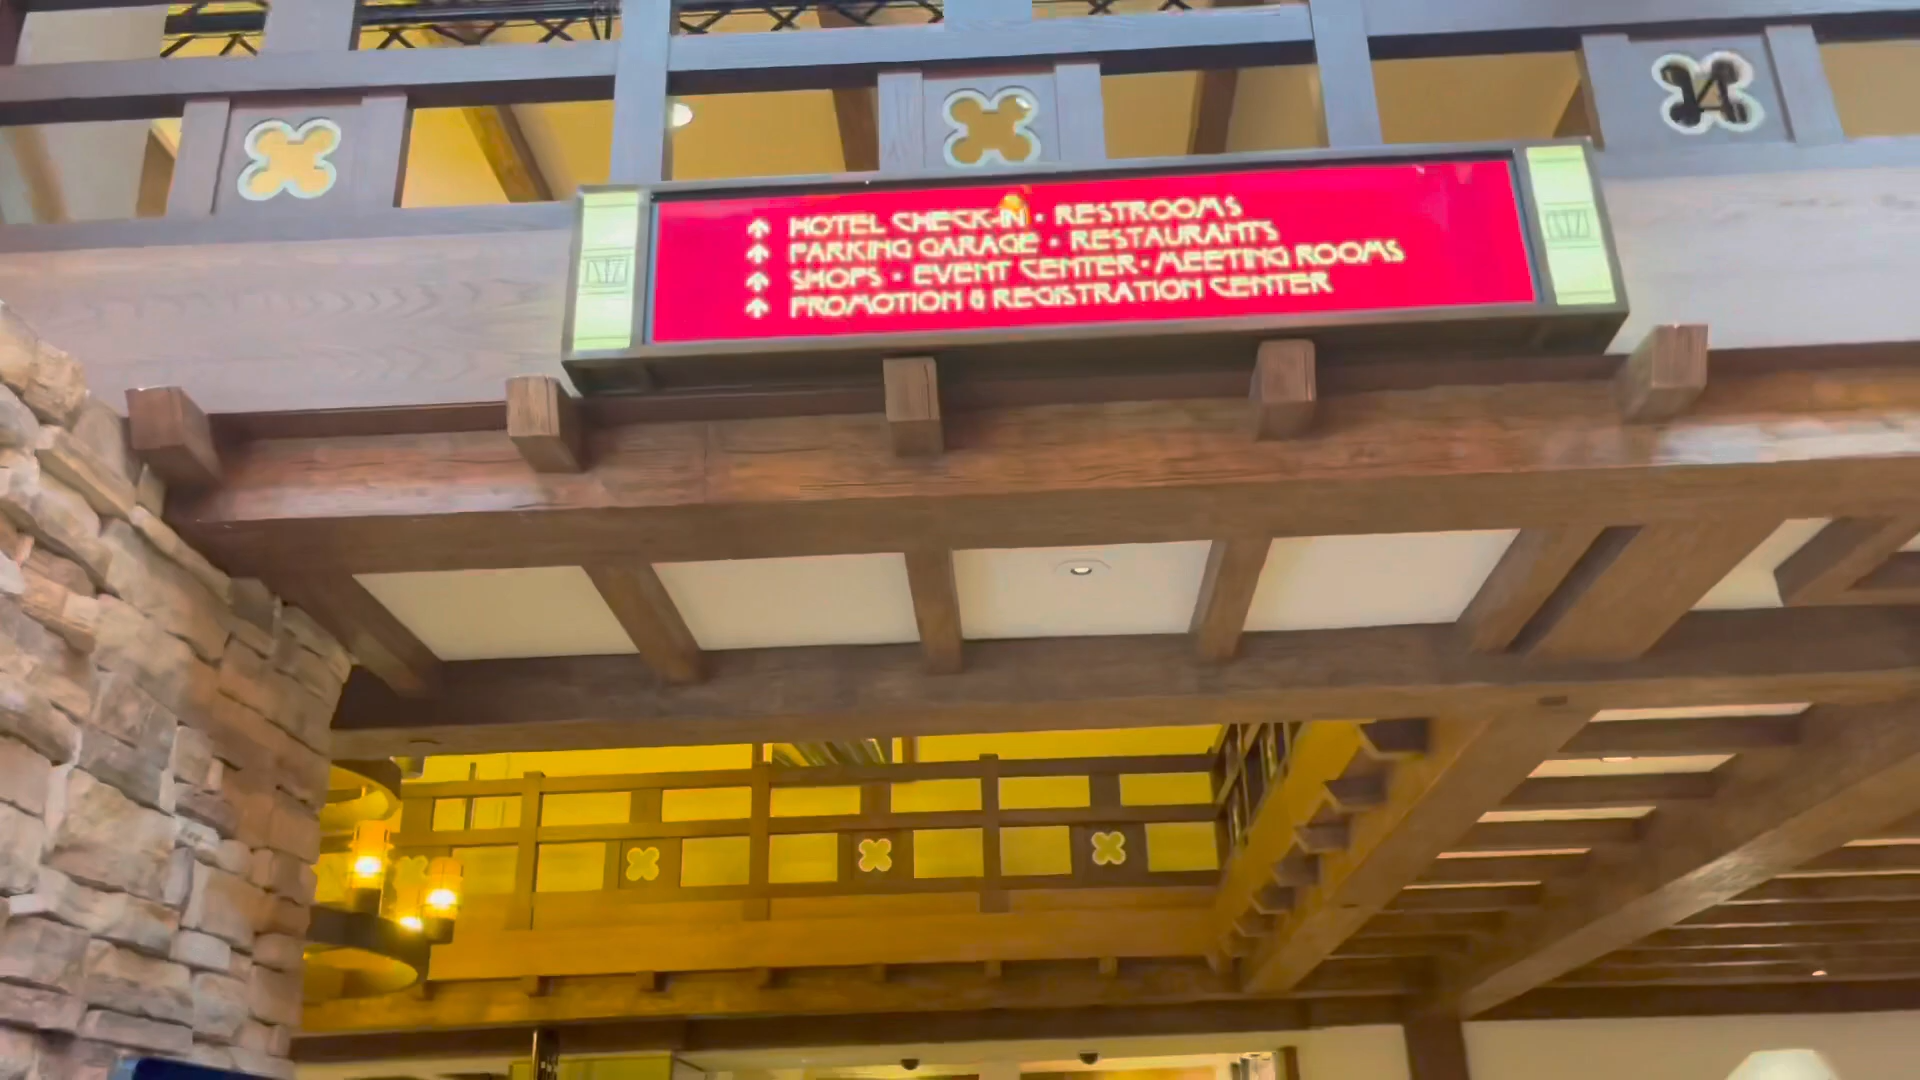 ↑ HOTEL CHECK-IN · RESTROOMS
↑ PARKING GARAGE · RESTAURANTS
↑ SHOPS · EVENT CENTER · MEETING ROOMS
↑ PROMOTION & REGISTRATION CENTER